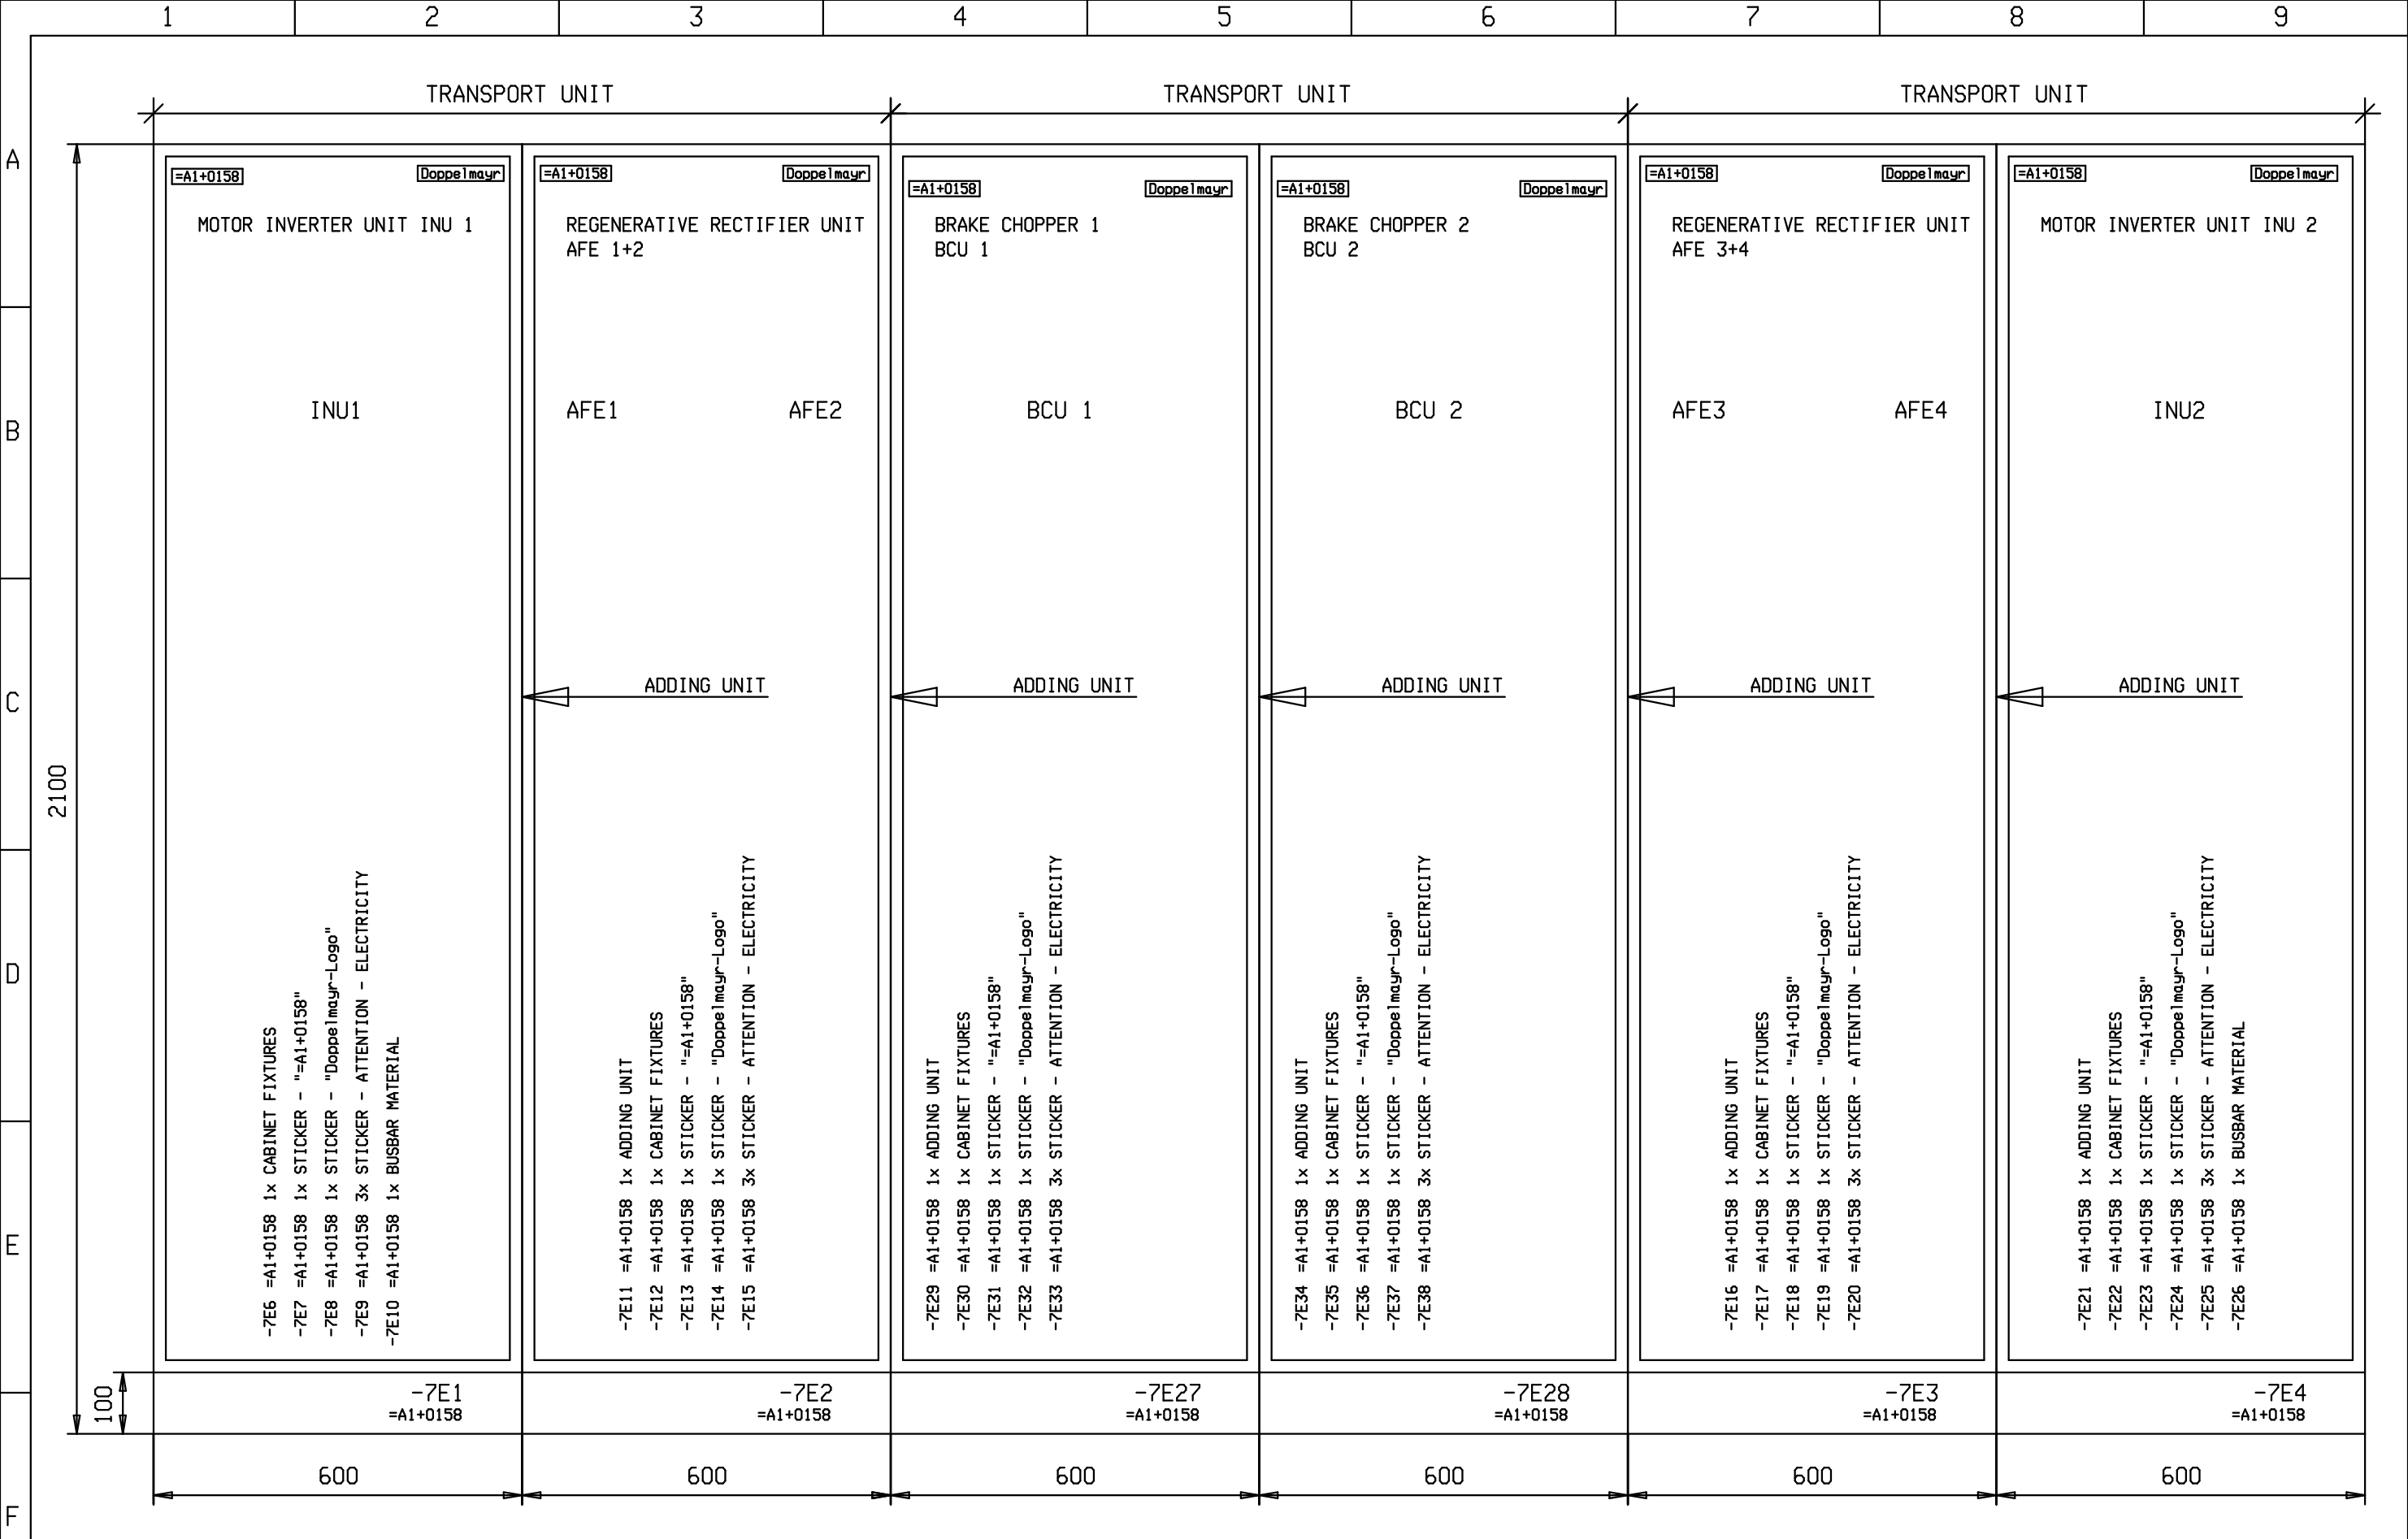 1 2 3 4 5 6 7 8 9
TRANSPORT UNIT TRANSPORT UNIT TRANSPORT UNIT
A
B
C
D
E
F
2100
100
=A1+0158 Doppelmayr
MOTOR INVERTER UNIT INU 1
INU1
-7E6 =A1+0158 1x CABINET FIXTURES
-7E7 =A1+0158 1x STICKER - "=A1+0158"
-7E8 =A1+0158 1x STICKER - "Doppelmayr-Logo"
-7E9 =A1+0158 3x STICKER - ATTENTION - ELECTRICITY
-7E10 =A1+0158 1x BUSBAR MATERIAL
-7E1
=A1+0158
600
=A1+0158 Doppelmayr
REGENERATIVE RECTIFIER UNIT
AFE 1+2
AFE1 AFE2
ADDING UNIT
-7E11 =A1+0158 1x ADDING UNIT
-7E12 =A1+0158 1x CABINET FIXTURES
-7E13 =A1+0158 1x STICKER - "=A1+0158"
-7E14 =A1+0158 1x STICKER - "Doppelmayr-Logo"
-7E15 =A1+0158 3x STICKER - ATTENTION - ELECTRICITY
-7E2
=A1+0158
600
=A1+0158 Doppelmayr
BRAKE CHOPPER 1
BCU 1
BCU 1
ADDING UNIT
-7E29 =A1+0158 1x ADDING UNIT
-7E30 =A1+0158 1x CABINET FIXTURES
-7E31 =A1+0158 1x STICKER - "=A1+0158"
-7E32 =A1+0158 1x STICKER - "Doppelmayr-Logo"
-7E33 =A1+0158 3x STICKER - ATTENTION - ELECTRICITY
-7E27
=A1+0158
600
=A1+0158 Doppelmayr
BRAKE CHOPPER 2
BCU 2
BCU 2
ADDING UNIT
-7E34 =A1+0158 1x ADDING UNIT
-7E35 =A1+0158 1x CABINET FIXTURES
-7E36 =A1+0158 1x STICKER - "=A1+0158"
-7E37 =A1+0158 1x STICKER - "Doppelmayr-Logo"
-7E38 =A1+0158 3x STICKER - ATTENTION - ELECTRICITY
-7E28
=A1+0158
600
=A1+0158 Doppelmayr
REGENERATIVE RECTIFIER UNIT
AFE 3+4
AFE3 AFE4
ADDING UNIT
-7E16 =A1+0158 1x ADDING UNIT
-7E17 =A1+0158 1x CABINET FIXTURES
-7E18 =A1+0158 1x STICKER - "=A1+0158"
-7E19 =A1+0158 1x STICKER - "Doppelmayr-Logo"
-7E20 =A1+0158 3x STICKER - ATTENTION - ELECTRICITY
-7E3
=A1+0158
600
=A1+0158 Doppelmayr
MOTOR INVERTER UNIT INU 2
INU2
ADDING UNIT
-7E21 =A1+0158 1x ADDING UNIT
-7E22 =A1+0158 1x CABINET FIXTURES
-7E23 =A1+0158 1x STICKER - "=A1+0158"
-7E24 =A1+0158 1x STICKER - "Doppelmayr-Logo"
-7E25 =A1+0158 3x STICKER - ATTENTION - ELECTRICITY
-7E26 =A1+0158 1x BUSBAR MATERIAL
-7E4
=A1+0158
600